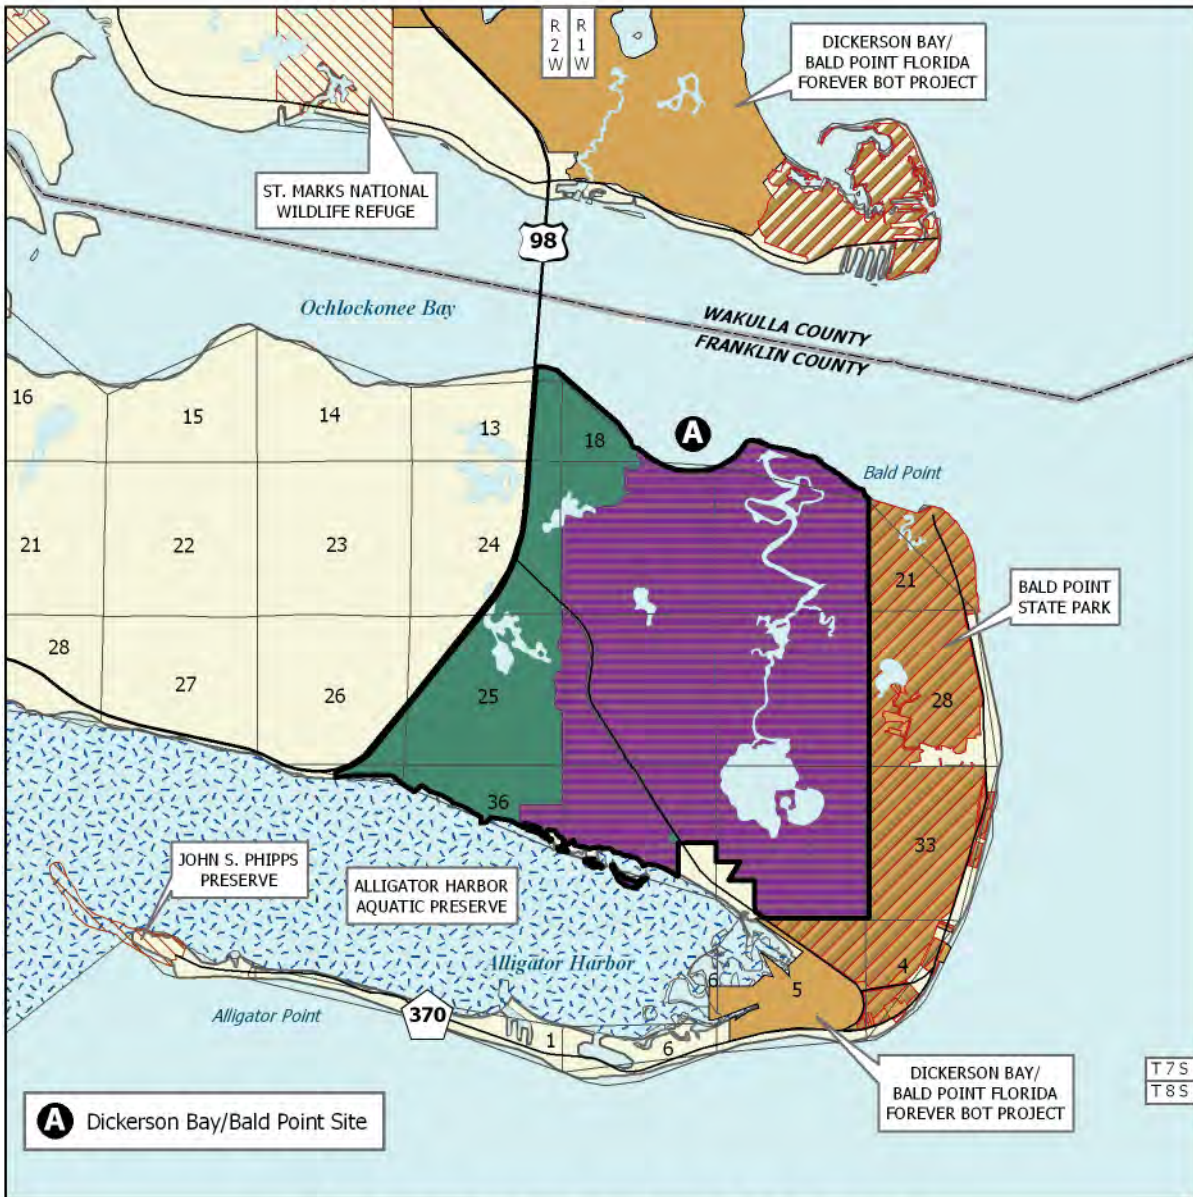 R R
2 1
W W
DICKERSON BAY/
BALD POINT FLORIDA
FOREVER BOT PROJECT
ST. MARKS NATIONAL
WILDLIFE REFUGE
98
Ochlockonee Bay
WAKULLA COUNTY
FRANKLIN COUNTY
16
15
14
13
18
A
Bald Point
21
22
23
24
21
BALD POINT
STATE PARK
28
27
26
25
28
36
33
JOHN S. PHIPPS
PRESERVE
ALLIGATOR HARBOR
AQUATIC PRESERVE
Alligator Harbor
6
5
4
Alligator Point
370
1
6
DICKERSON BAY/
BALD POINT FLORIDA
FOREVER BOT PROJECT
T 7 S
T 8 S
A Dickerson Bay/Bald Point Site